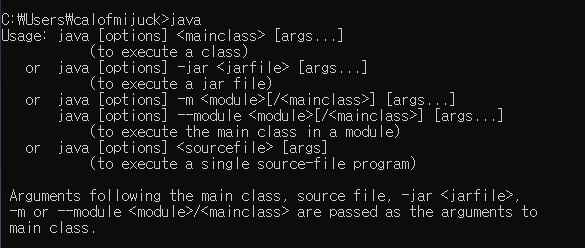 C:₩Users₩calofmijuck>java
Usage: java [options] <mainclass> [args...]
(to execute a class)
or java [options] -jar <jarfile> [args...]
(to execute a jar file)
or java [options] -m <module>[/<mainclass>] [args...]
java [options] --module <module>[/<mainclass>] [args...]
(to execute the main class in a module)
or java [options] <sourcefile> [args]
(to execute a single source-file program)
Arguments following the main class, source file, -jar <jarfile>,
-m or --module <module>/<mainclass> are passed as the arguments to
main class.